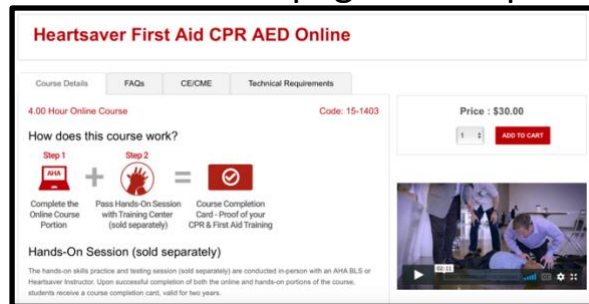 Heartsaver First Aid CPR AED Online
Course Details FAQs CE/CME Technical Requirements
4.00 Hour Online Course Code: 15-1403
How does this course work?
Step 1 Step 2
AHA
+ =
Complete the Pass Hands-On Session Course Completion
Online Course with Training Center Card - Proof of your
Portion (sold separately) CPR & First Aid Training
Hands-On Session (sold separately)
The hands-on skills practice and testing session (sold separately) are conducted in-person with an AHA BLS or
Heartsaver Instructor. Upon successful completion of both the online and hands-on portions of the course,
students receive a course completion card, valid for two years.
Price : $30.00
1 ADD TO CART
02:11